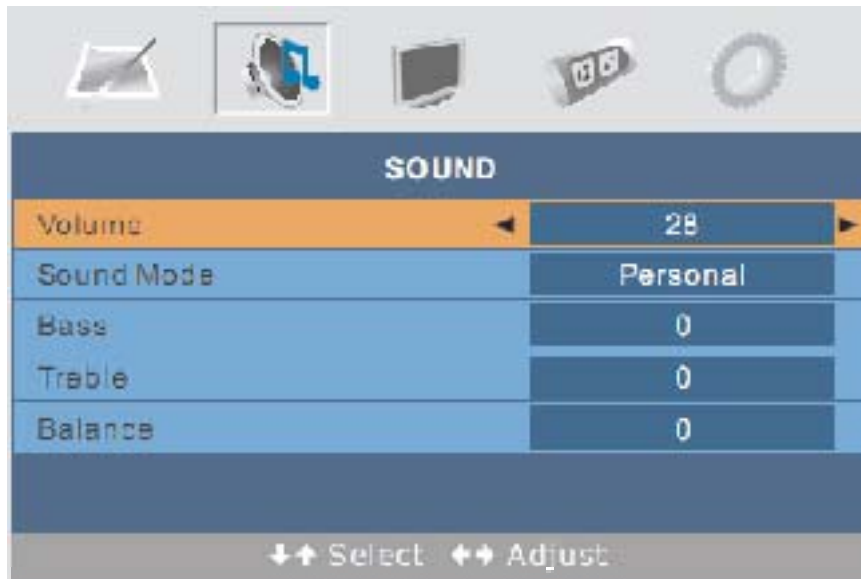 SOUND
Volume ◄ 28 ►
Sound Mode Personal
Bass 0
Treble 0
Balance 0
↓↑ Select ←→ Adjust